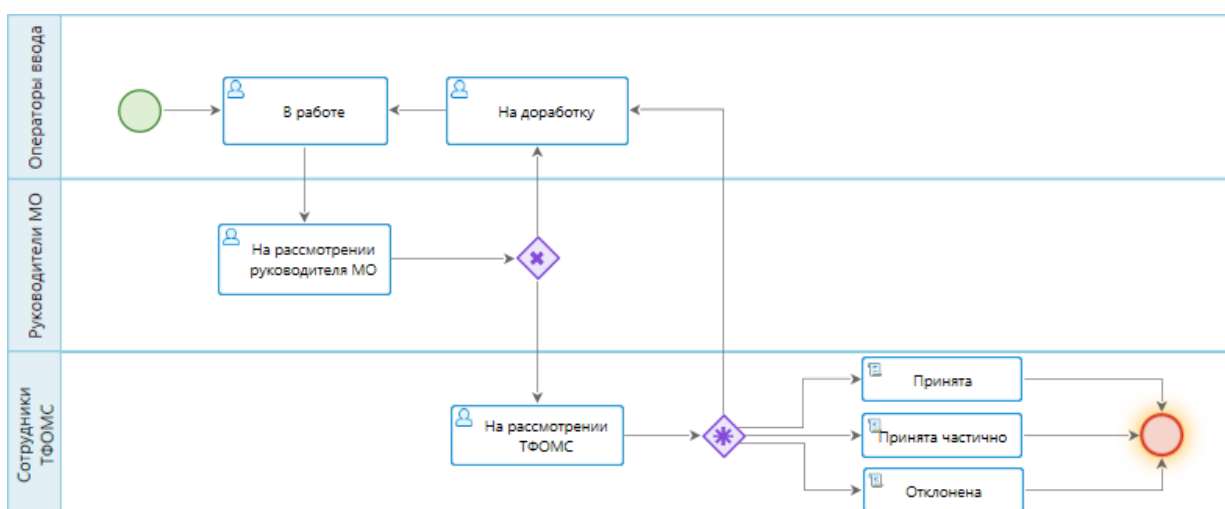 Операторы ввода
В работе
На доработку
Руководители МО
На рассмотрении
руководителя МО
Сотрудники
ТФОМС
На рассмотрении
ТФОМС
Принята
Принята частично
Отклонена